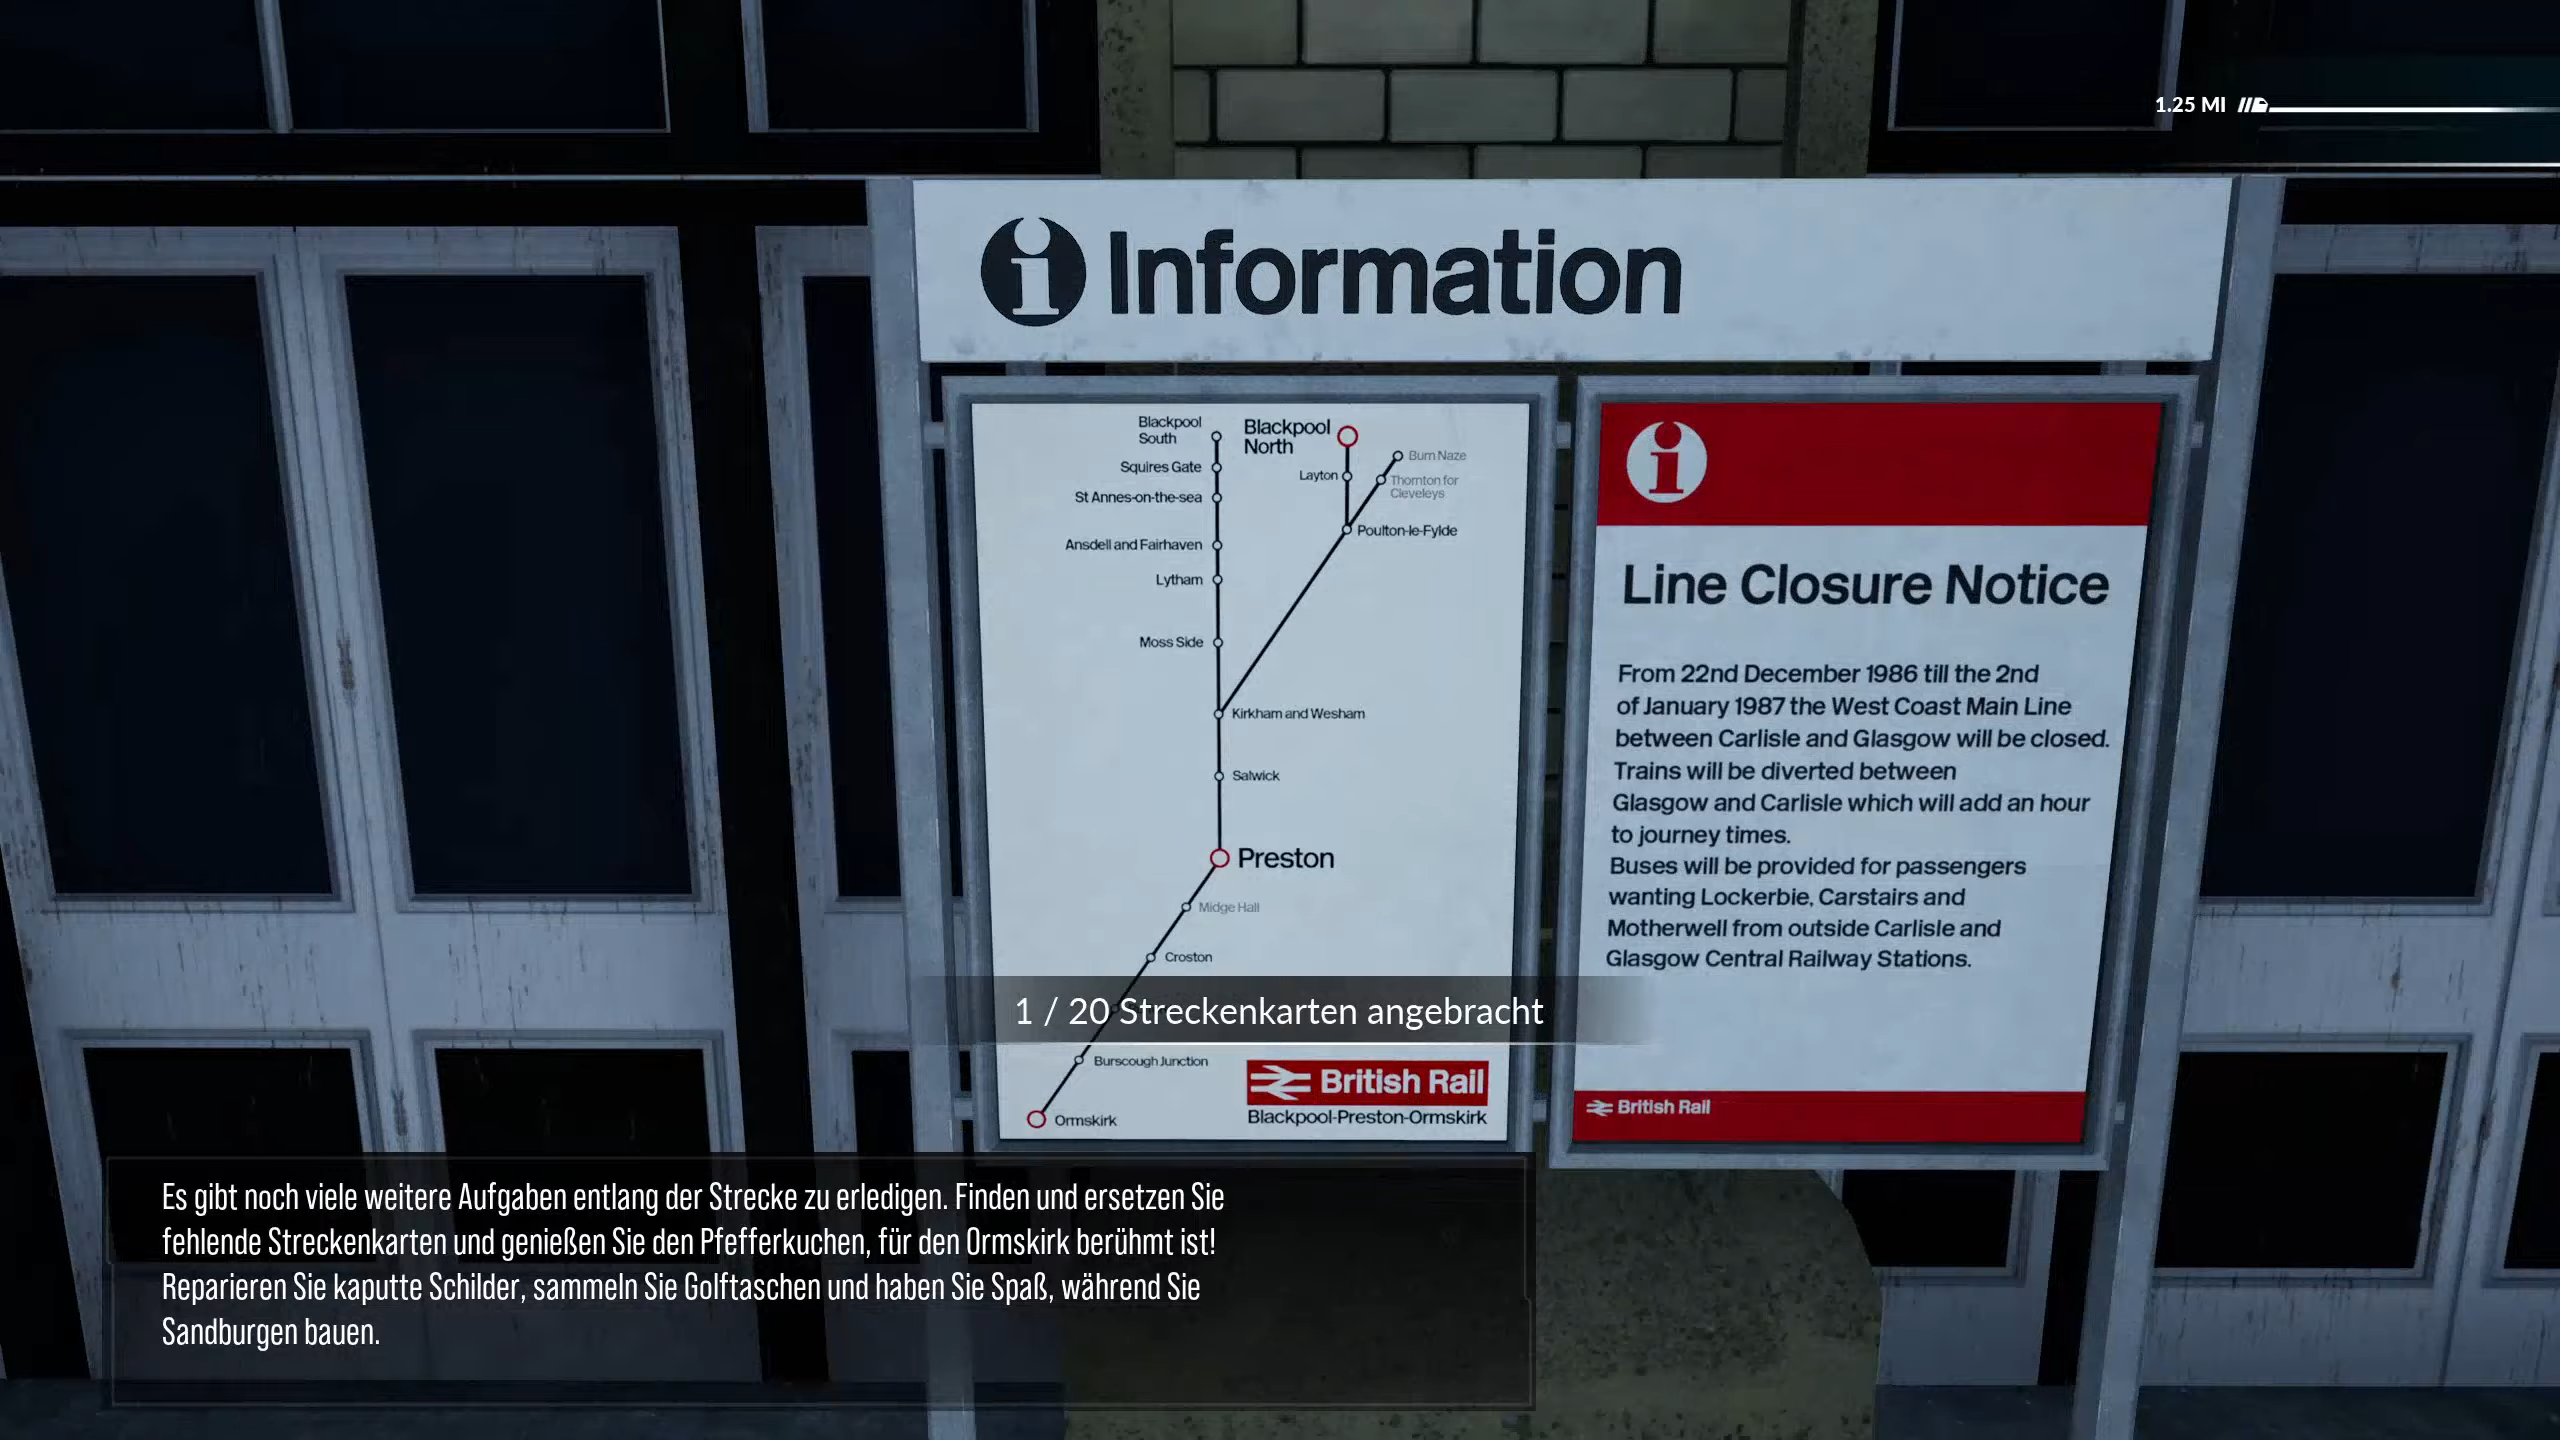 1.25 MI
Information
Blackpool
South
Squires Gate
St Annes-on-the-sea
Ansdell and Fairhaven
Lytham
Moss Side
Blackpool
North
Layton
Burn Naze
Thornton for
Cleveleys
Poulton-le-Fylde
Kirkham and Wesham
Salwick
Preston
Midge Hall
Croston
Burscough Junction
Ormskirk
British Rail
Blackpool-Preston-Ormskirk
Line Closure Notice
From 22nd December 1986 till the 2nd
of January 1987 the West Coast Main Line
between Carlisle and Glasgow will be closed.
Trains will be diverted between
Glasgow and Carlisle which will add an hour
to journey times.
Buses will be provided for passengers
wanting Lockerbie, Carstairs and
Motherwell from outside Carlisle and
Glasgow Central Railway Stations.
British Rail
1 / 20 Streckenkarten angebracht
Es gibt noch viele weitere Aufgaben entlang der Strecke zu erledigen. Finden und ersetzen Sie
fehlende Streckenkarten und genießen Sie den Pfefferkuchen, für den Ormskirk berühmt ist!
Reparieren Sie kaputte Schilder, sammeln Sie Golftaschen und haben Sie Spaß, während Sie
Sandburgen bauen.